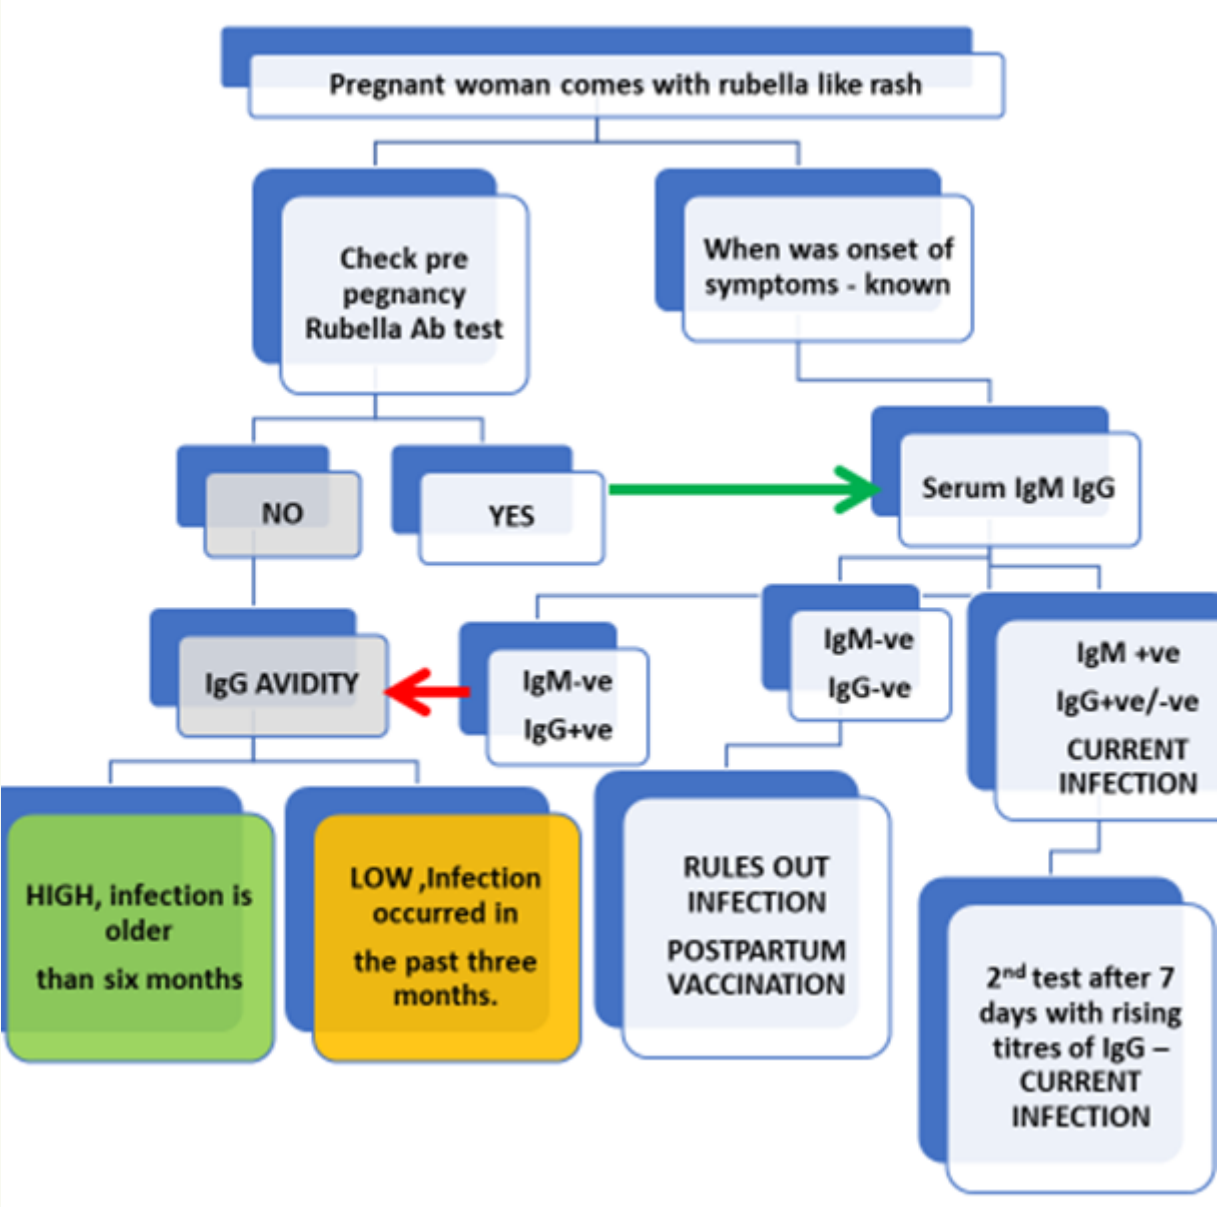 Pregnant woman comes with rubella like rash
Check pre
pegnancy
Rubella Ab test
When was onset of
symptoms - known
NO
YES
Serum IgM IgG
IgG AVIDITY
IgM-ve
IgG+ve
IgM-ve
IgG-ve
IgM +ve
IgG+ve/-ve
CURRENT
INFECTION
HIGH, infection is
older
than six months
LOW ,Infection
occurred in
the past three
months.
RULES OUT
INFECTION
POSTPARTUM
VACCINATION
2nd test after 7
days with rising
titres of IgG –
CURRENT
INFECTION